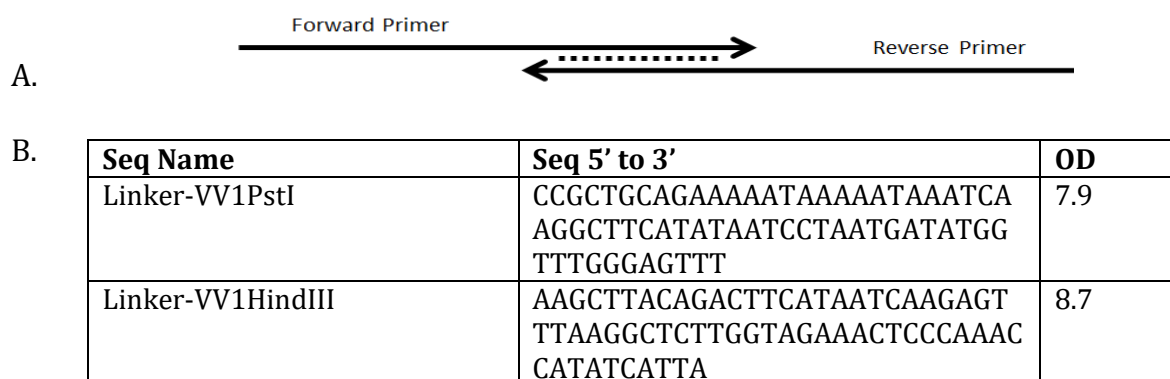 Forward Primer
Reverse Primer
A.
B.
Seq Name Seq 5’ to 3’ OD
Linker-VV1PstI CCGCTGCAGAAAAATAAAAATAAATCA 7.9
AGGCTTCATATAATCCTAATGATATGG
TTTGGGAGTTT
Linker-VV1HindIII AAGCTTACAGACTTCATAATCAAGAGT 8.7
TTAAGGCTCTTGGTAGAAACTCCCAAAC
CATATCATTA